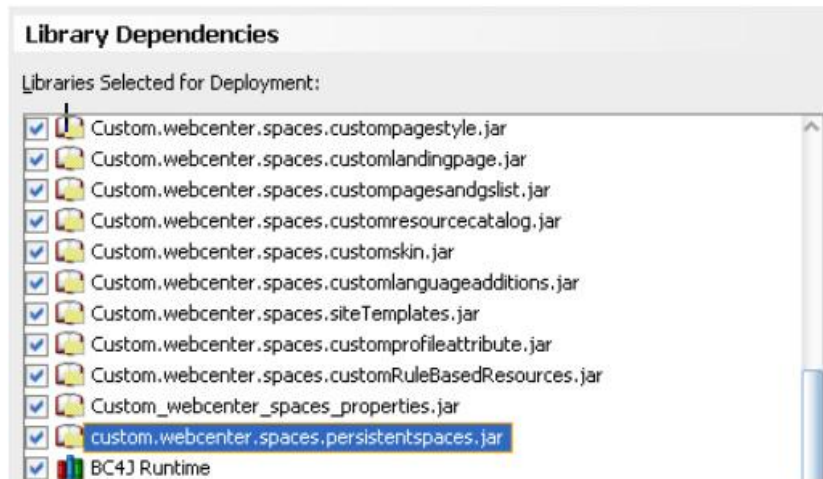 Library Dependencies
Libraries Selected for Deployment:
Custom.webcenter.spaces.custompagestyle.jar
Custom.webcenter.spaces.customlandingpage.jar
Custom.webcenter.spaces.custompagesandgslist.jar
Custom.webcenter.spaces.customresourcecatalog.jar
Custom.webcenter.spaces.customskin.jar
Custom.webcenter.spaces.customlanguageadditions.jar
Custom.webcenter.spaces.siteTemplates.jar
Custom.webcenter.spaces.customprofileattribute.jar
Custom.webcenter.spaces.customRuleBasedResources.jar
Custom_webcenter_spaces_properties.jar
custom.webcenter.spaces.persistentspaces.jar
BC4J Runtime